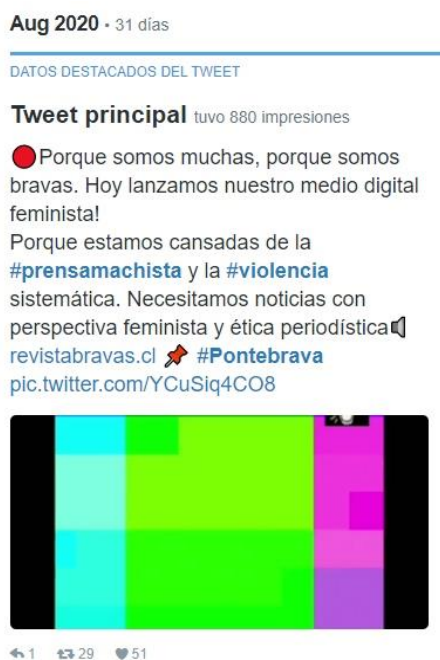 Aug 2020 • 31 días
DATOS DESTACADOS DEL TWEET
Tweet principal tuvo 880 impresiones
🔴Porque somos muchas, porque somos
bravas. Hoy lanzamos nuestro medio digital
feminista!
Porque estamos cansadas de la
#prensamachista y la #violencia
sistemática. Necesitamos noticias con
perspectiva feminista y ética periodística🔈
revistabravas.cl 📌 #Pontebrava
pic.twitter.com/YCuSiq4CO8
1 29 51